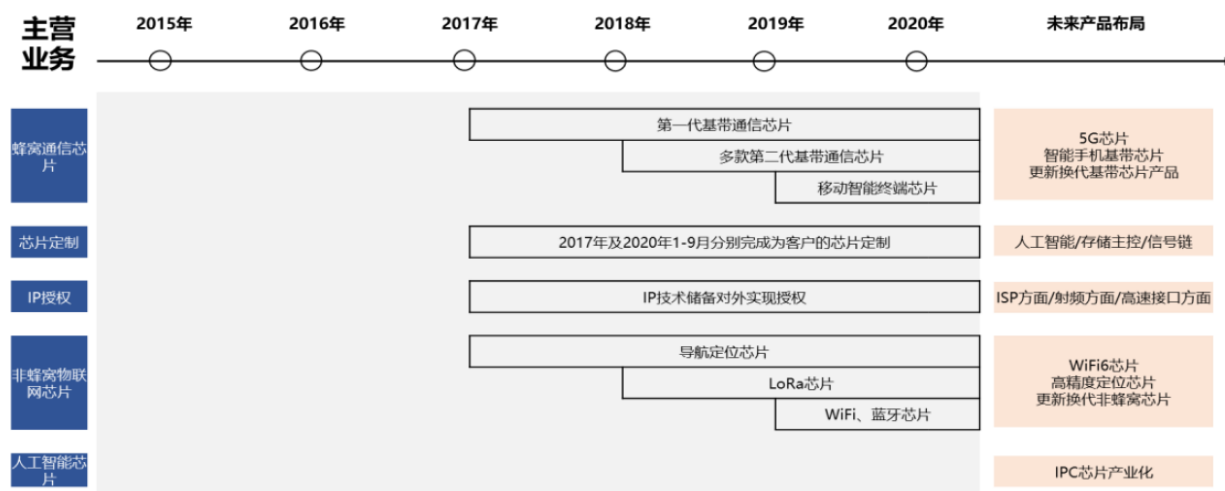 主营
业务
2015年
2016年
2017年
2018年
2019年
2020年
未来产品布局
蜂窝通信芯
片
第一代基带通信芯片
多款第二代基带通信芯片
移动智能终端芯片
5G芯片
智能手机基带芯片
更新换代基带芯片产品
芯片定制
2017年及2020年1-9月分别完成为客户的芯片定制
人工智能/存储主控/信号链
IP授权
IP技术储备对外实现授权
ISP方面/射频方面/高速接口方面
非蜂窝物联
网芯片
导航定位芯片
LoRa芯片
WiFi、蓝牙芯片
WiFi6芯片
高精度定位芯片
更新换代非蜂窝芯片
人工智能芯
片
IPC芯片产业化